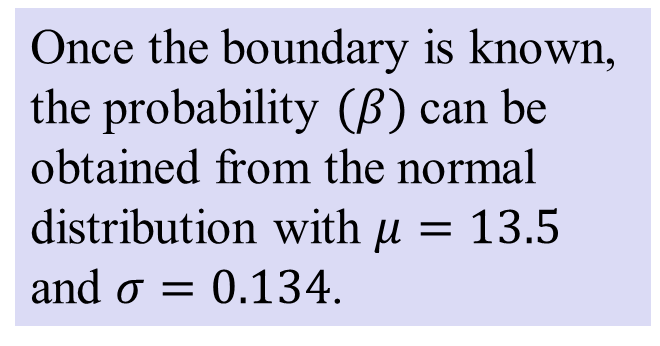 Once the boundary is known,
the probability (β) can be
obtained from the normal
distribution with μ = 13.5
and σ = 0.134.